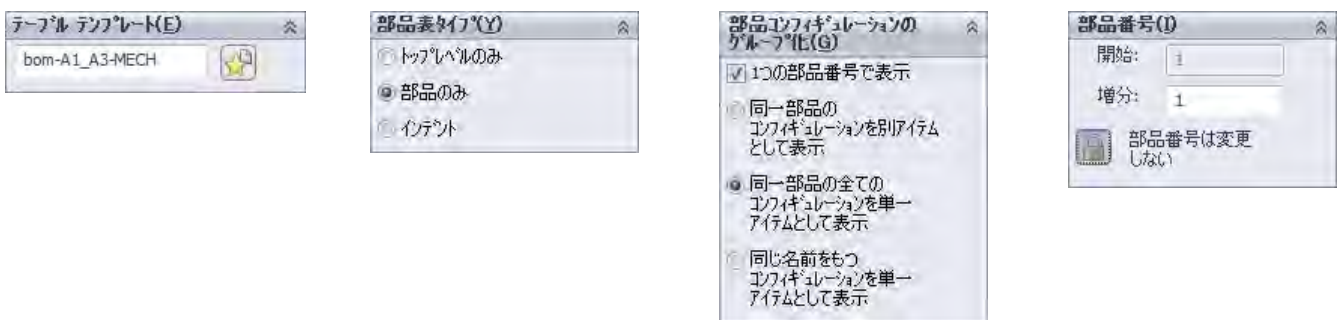 テーブル テンプレート(E)
bom-A1_A3-MECH
部品表タイプ(Y)
トップレベルのみ
部品のみ
インデント
部品コンフィギュレーションの
グループ化(G)
1つの部品番号で表示
同一部品の
コンフィギュレーションを別アイテム
として表示
同一部品の全ての
コンフィギュレーションを単一
アイテムとして表示
同じ名前をもつ
コンフィギュレーションを単一
アイテムとして表示
部品番号(I)
開始:
1
増分:
1
部品番号は変更
しない